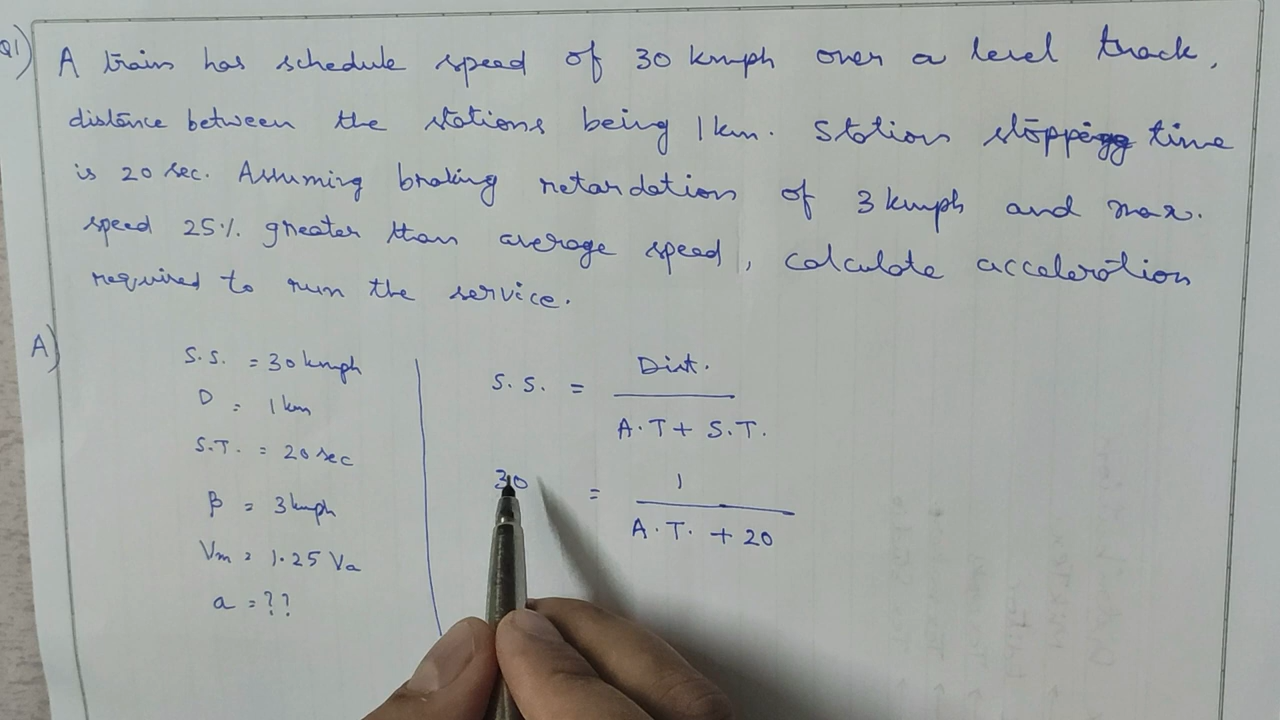 Q1) A train has schedule speed of 30 kmph over a level track,
distance between the stations being 1 km. Station stopping time
is 20 sec. Assuming braking retardation of 3 kmph and max.
speed 25% greater than average speed, calculate acceleration
required to run the service.
A)
S.S. = 30 kmph
D = 1 km
S.T. = 20 sec
β = 3 kmph
Vm = 1.25 Va
a = ??
S.S. = Dist. / A.T + S.T.
30 = 1 / A.T. + 20